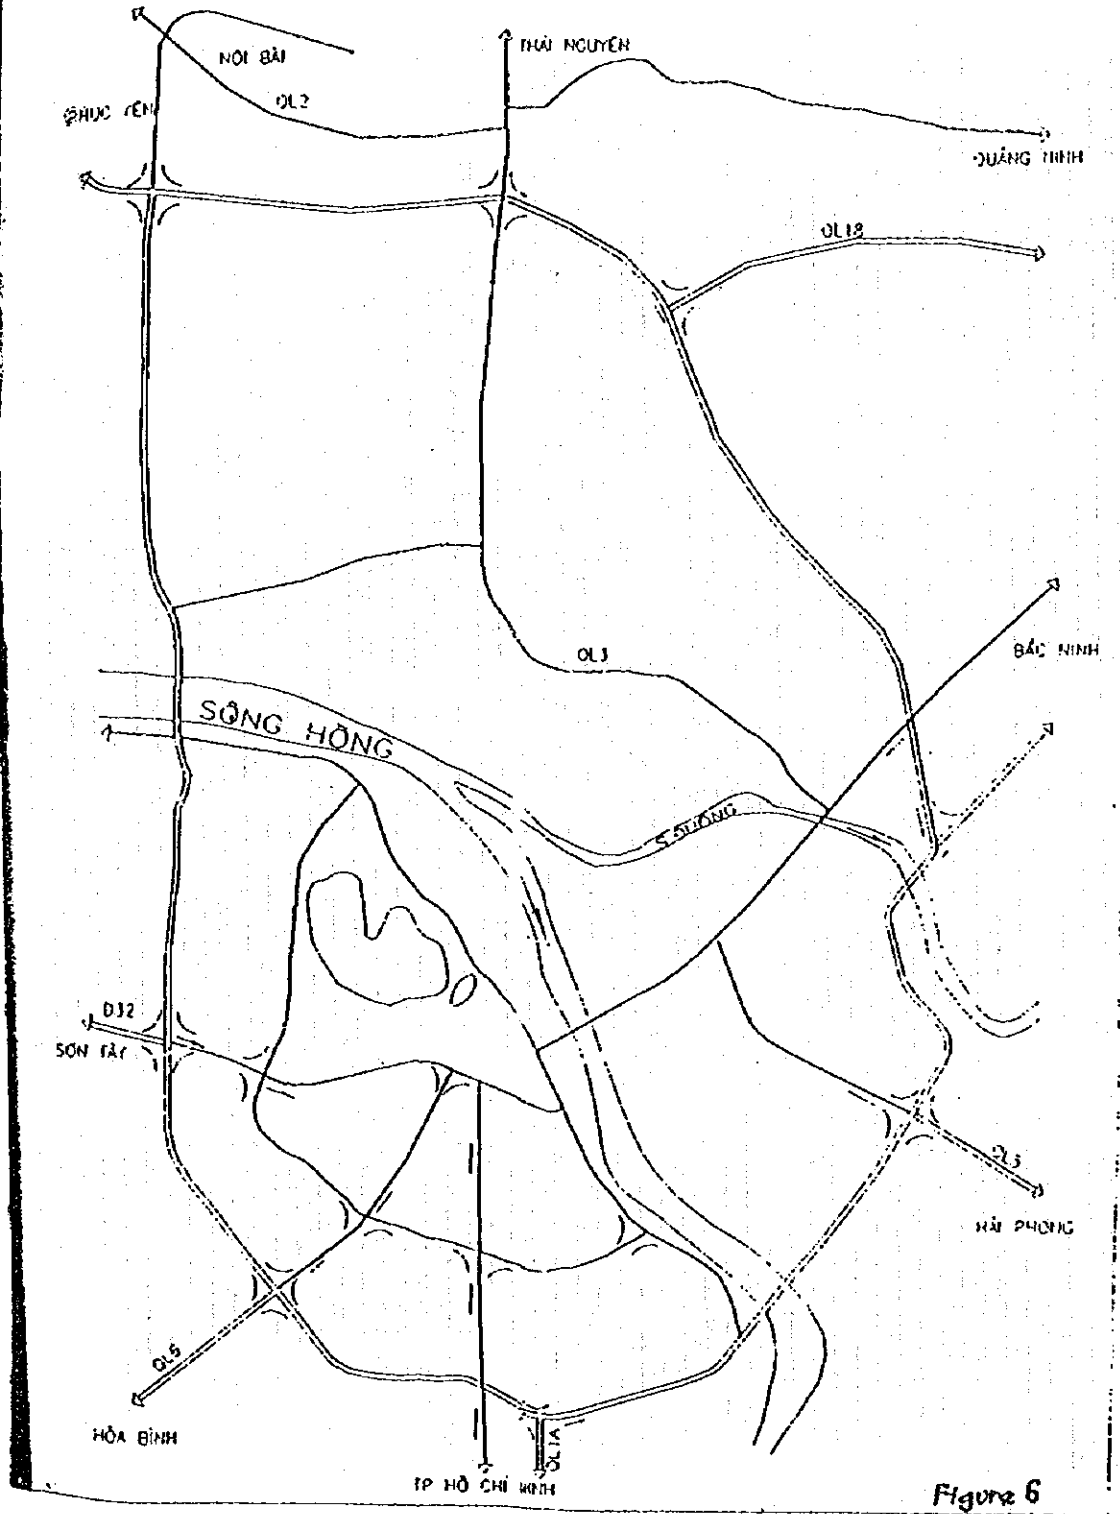 NỘI BÀI
THÁI NGUYÊN
QL2
PHÚC YÊN
QUẢNG NINH
QL18
QL3
BẮC NINH
SÔNG HỒNG
S.ĐUỐNG
D32
SƠN TÂY
QL5
HẢI PHÒNG
QL6
HÒA BÌNH
QL1A
TP HỒ CHÍ MINH
Figure 6